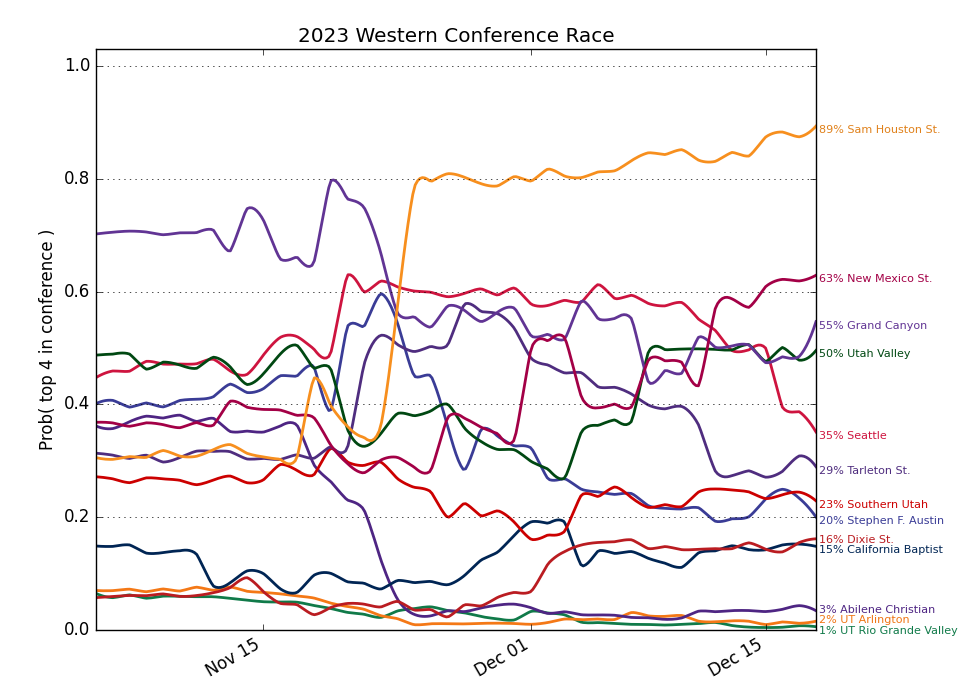 2023 Western Conference Race
Prob( top 4 in conference )
1.0
0.8
0.6
0.4
0.2
0.0
Nov 15
Dec 01
Dec 15
89% Sam Houston St.
63% New Mexico St.
55% Grand Canyon
50% Utah Valley
35% Seattle
29% Tarleton St.
23% Southern Utah
20% Stephen F. Austin
16% Dixie St.
15% California Baptist
3% Abilene Christian
2% UT Arlington
1% UT Rio Grande Valley